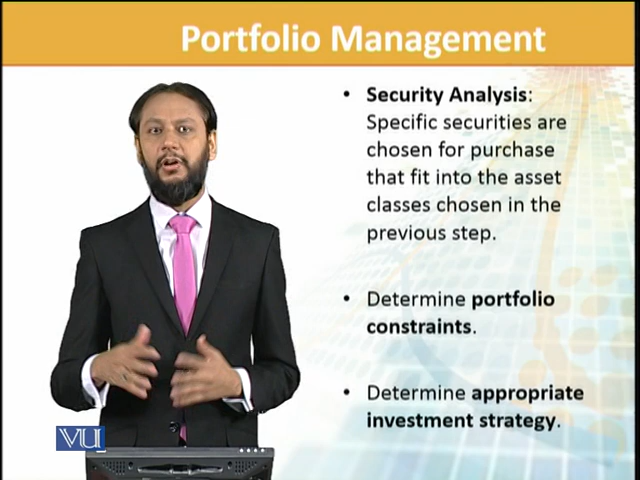 Portfolio Management
• Security Analysis:
Specific securities are
chosen for purchase
that fit into the asset
classes chosen in the
previous step.
• Determine portfolio
constraints.
• Determine appropriate
investment strategy.
VU